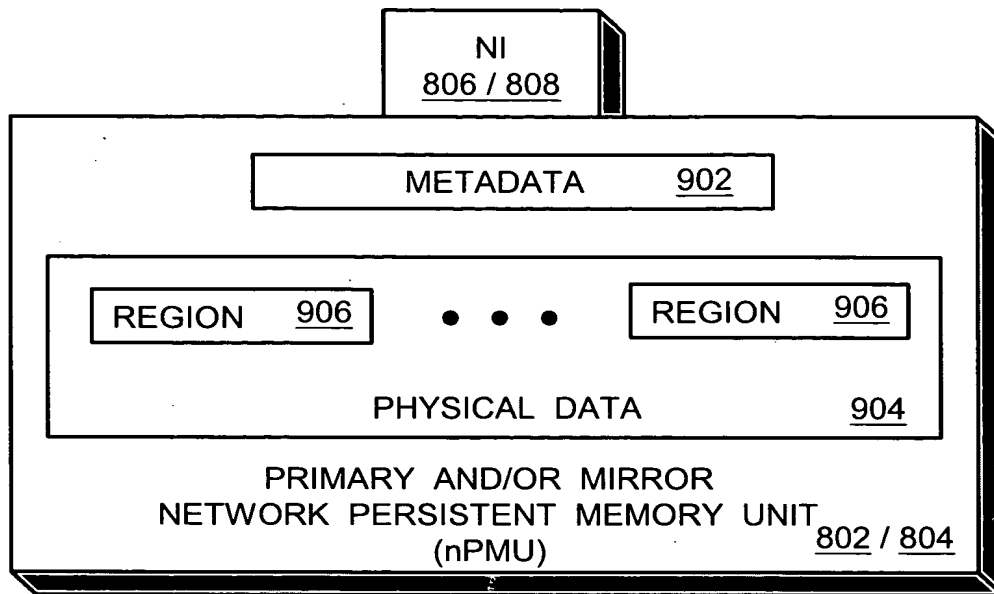 NI
806 / 808
METADATA 902
REGION 906 • • • REGION 906
PHYSICAL DATA 904
PRIMARY AND/OR MIRROR
NETWORK PERSISTENT MEMORY UNIT
(nPMU) 802 / 804